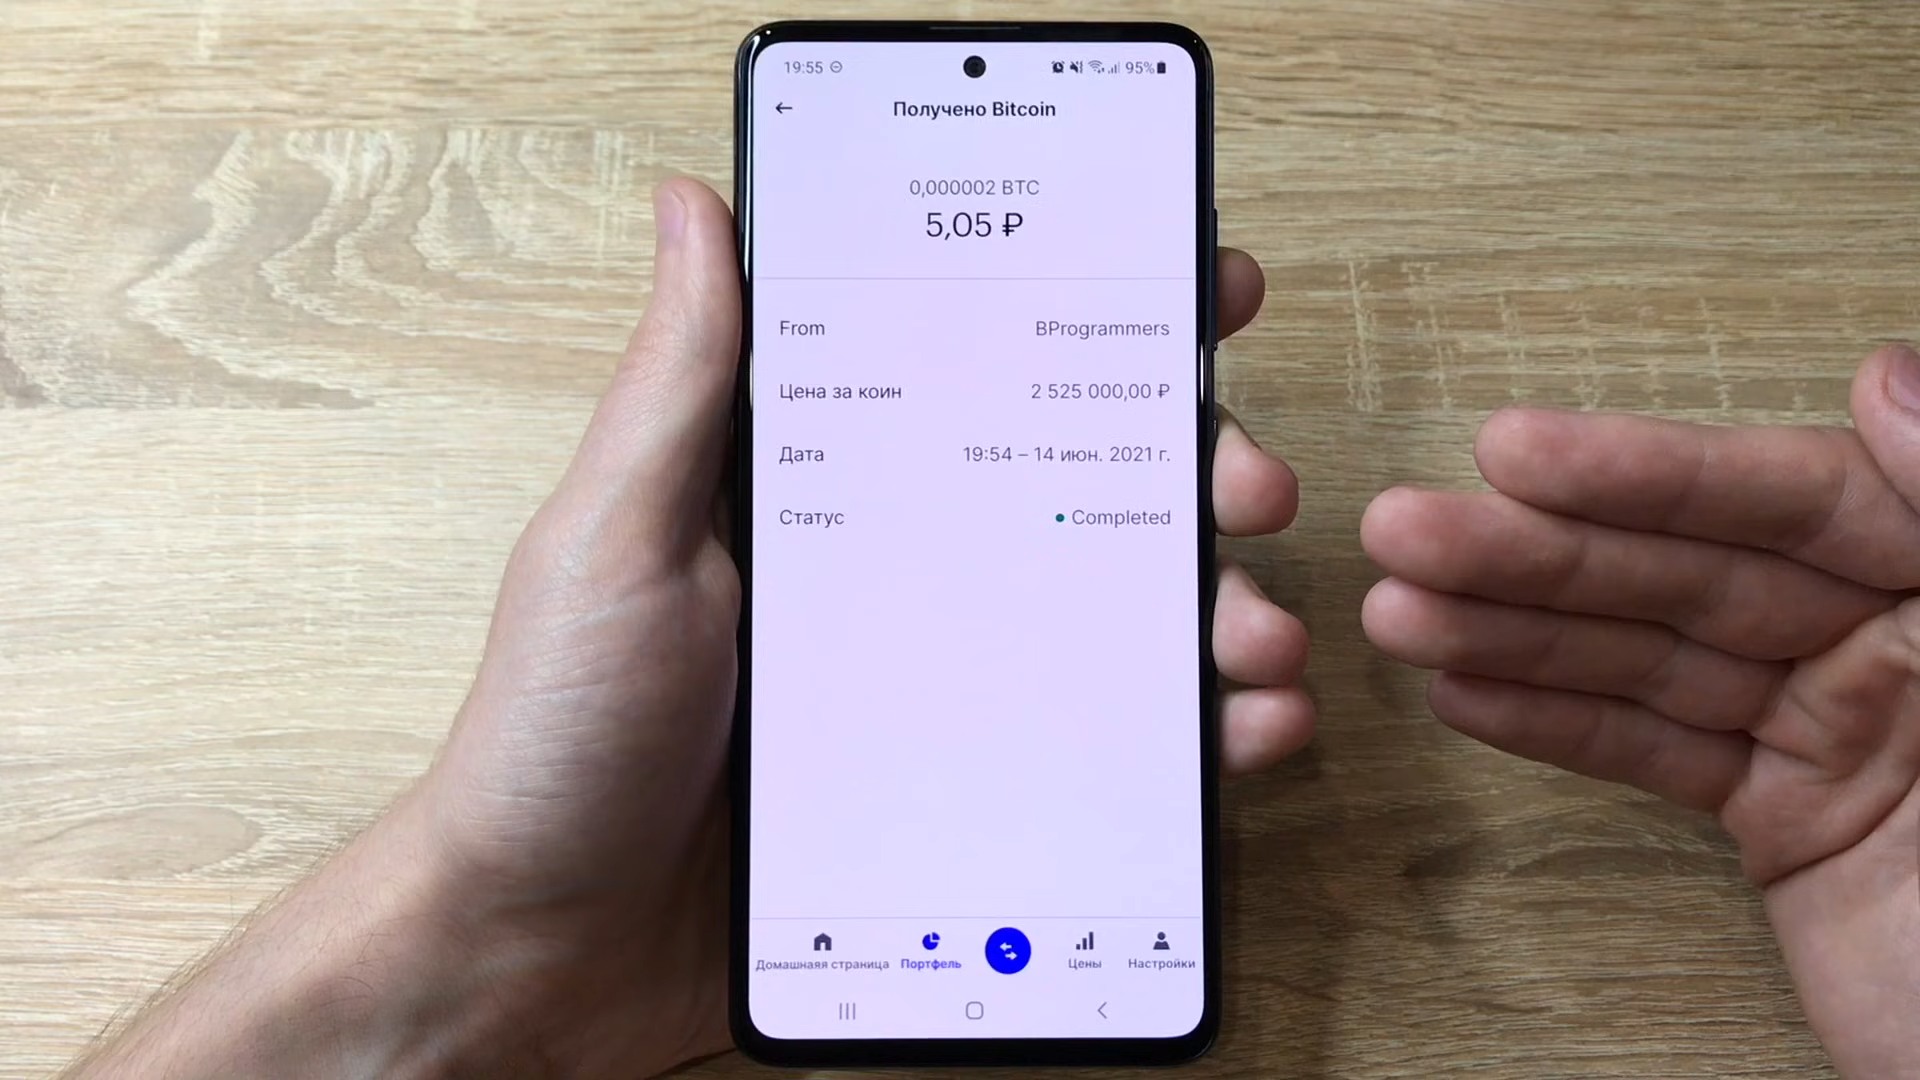 19:55 95%
Получено Bitcoin
0,000002 BTC
5,05 ₽
From BProgrammers
Цена за коин 2 525 000,00 ₽
Дата 19:54 – 14 июн. 2021 г.
Статус Completed
Домашнаяя страница Портфель Цены Настройки